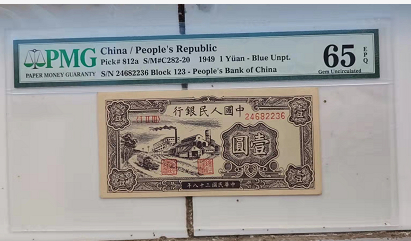 PMG
PAPER MONEY GUARANTY
China / People's Republic
Pick# 812a S/M#C282-20 1949 1 Yüan - Blue Unpt.
S/N 24682236 Block 123 - People's Bank of China
65 EPQ
Gem Uncirculated
行銀民人國中
24682236
圓壹
年八十三國民華中